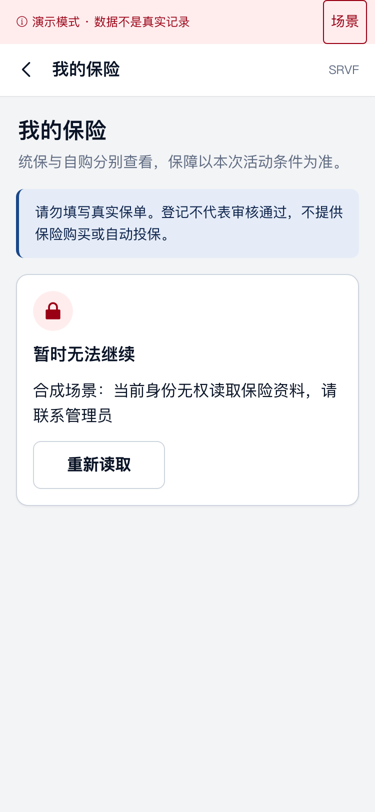 演示模式 · 数据不是真实记录
场景
我的保险
SRVF
我的保险
统保与自购分别查看，保障以本次活动条件为准。
请勿填写真实保单。登记不代表审核通过，不提供
保险购买或自动投保。
暂时无法继续
合成场景：当前身份无权读取保险资料，请
联系管理员
重新读取